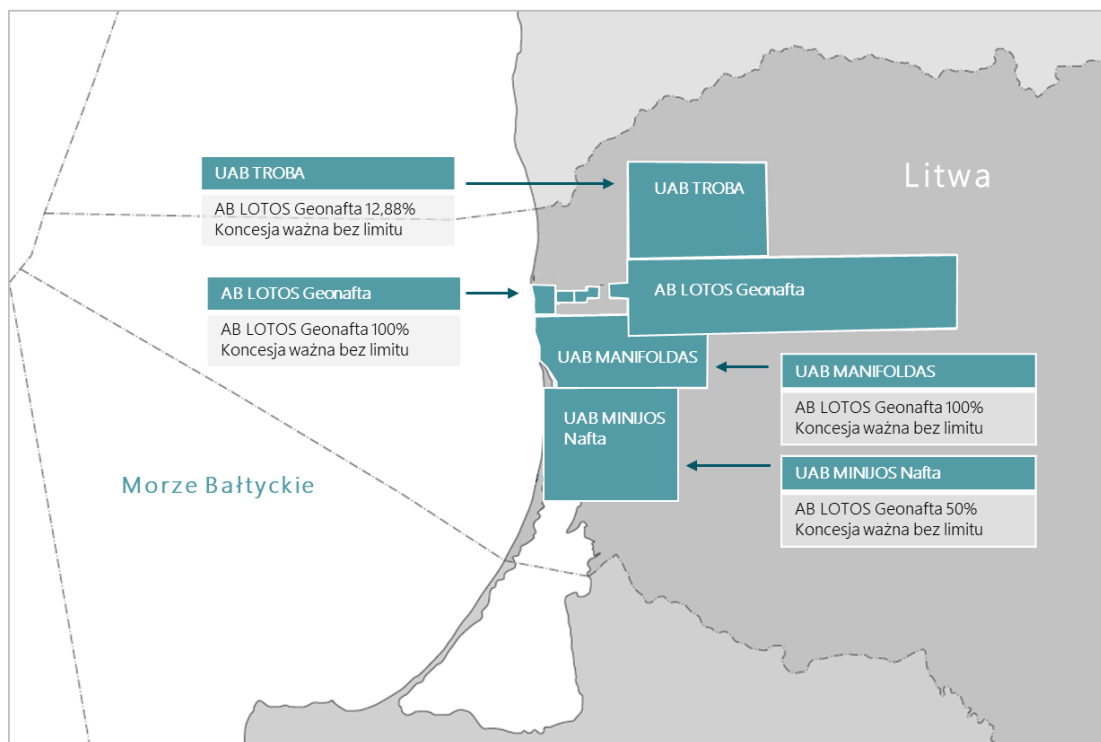 UAB TROBA
AB LOTOS Geonafta 12,88%
Koncesja ważna bez limitu
UAB TROBA
Litwa
AB LOTOS Geonafta
AB LOTOS Geonafta 100%
Koncesja ważna bez limitu
AB LOTOS Geonafta
UAB MANIFOLDAS
UAB MANIFOLDAS
AB LOTOS Geonafta 100%
Koncesja ważna bez limitu
UAB MINIJOS
Nafta
UAB MINIJOS Nafta
AB LOTOS Geonafta 50%
Koncesja ważna bez limitu
Morze Bałtyckie